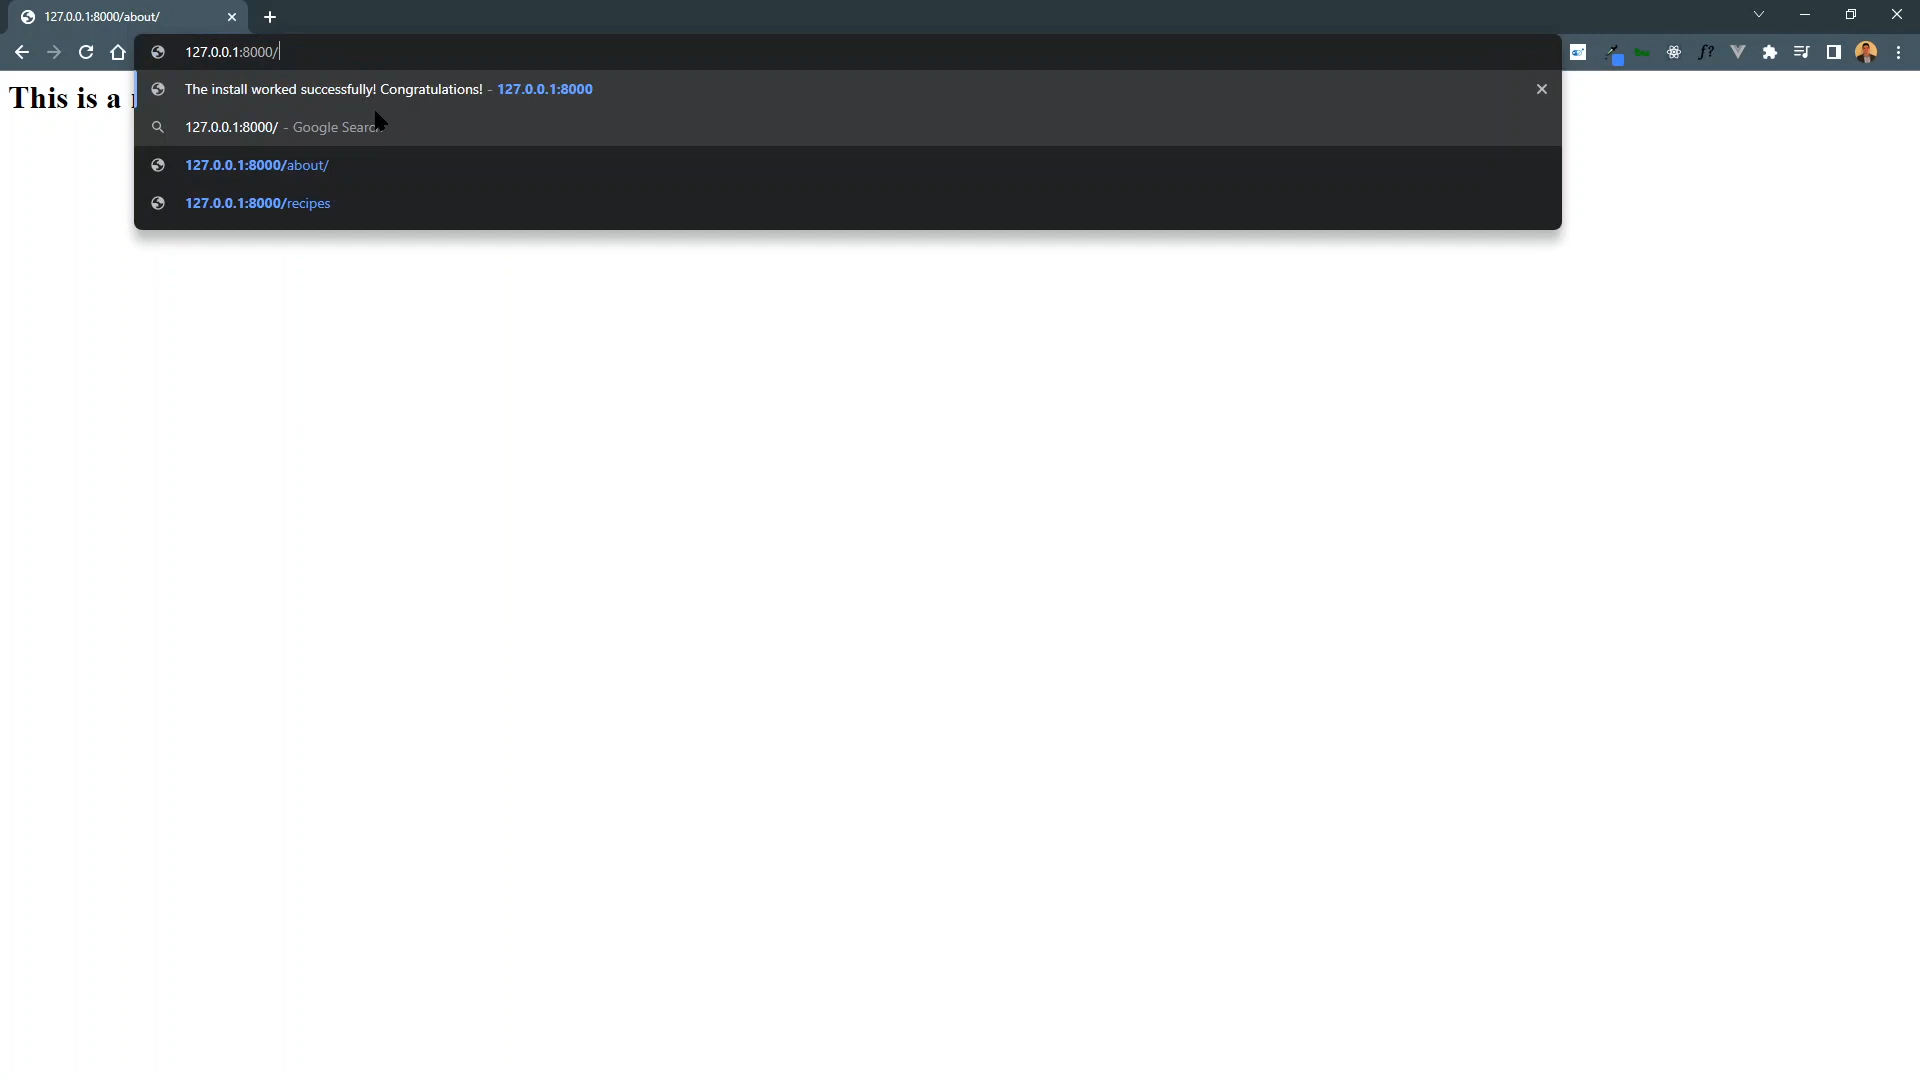 127.0.0.1:8000/about/
127.0.0.1:8000/
The install worked successfully! Congratulations! - 127.0.0.1:8000
127.0.0.1:8000/ - Google Search
127.0.0.1:8000/about/
127.0.0.1:8000/recipes
This is a
f?